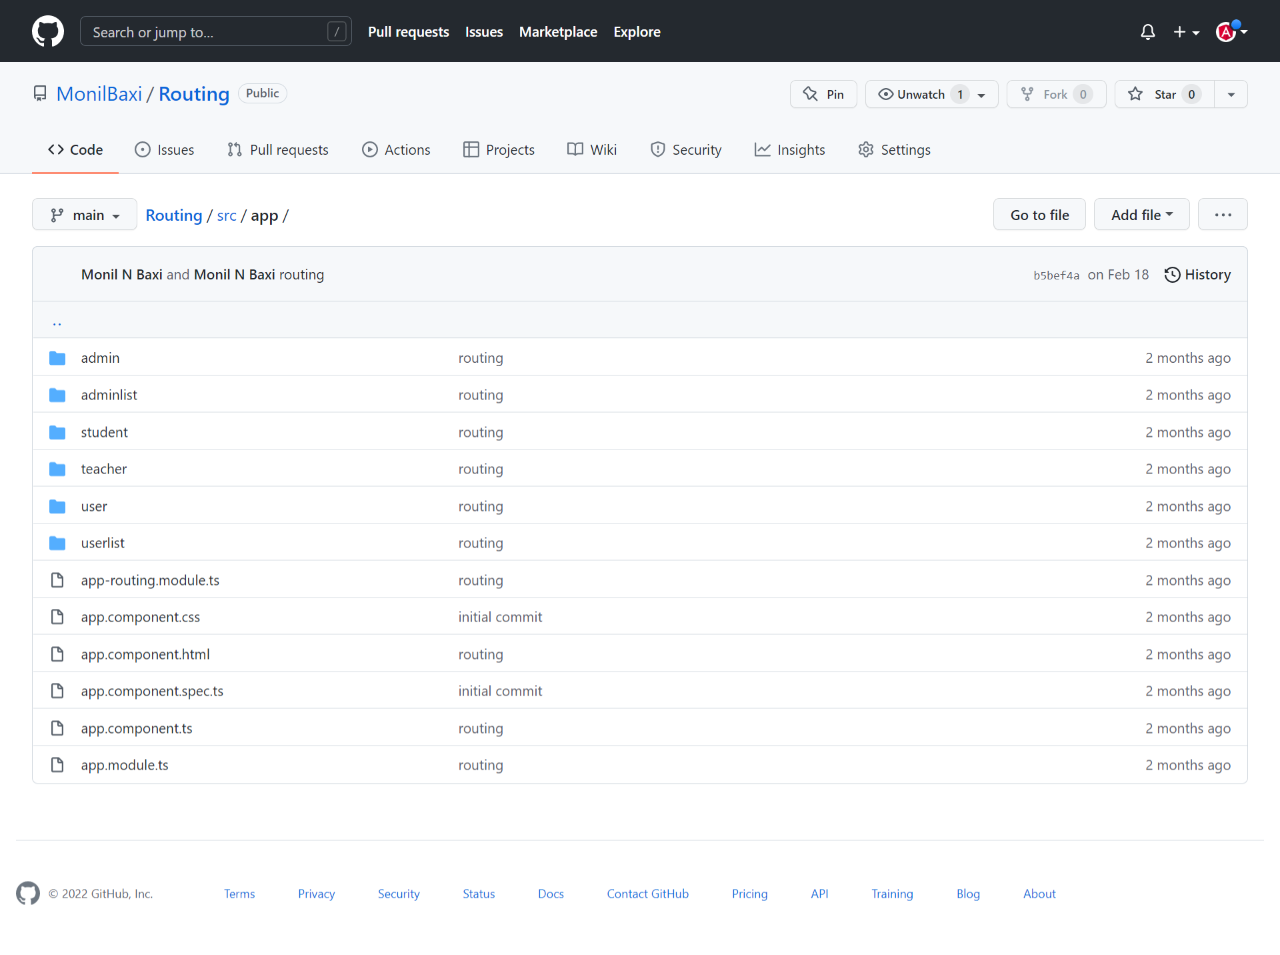 Search or jump to... /
Pull requests Issues Marketplace Explore
MonilBaxi / Routing Public
Pin Unwatch 1 Fork 0 Star 0
Code Issues Pull requests Actions Projects Wiki Security Insights Settings
main Routing / src / app / Go to file Add file ...
Monil N Baxi and Monil N Baxi routing b5bef4a on Feb 18 History
..
admin routing 2 months ago
adminlist routing 2 months ago
student routing 2 months ago
teacher routing 2 months ago
user routing 2 months ago
userlist routing 2 months ago
app-routing.module.ts routing 2 months ago
app.component.css initial commit 2 months ago
app.component.html routing 2 months ago
app.component.spec.ts initial commit 2 months ago
app.component.ts routing 2 months ago
app.module.ts routing 2 months ago
© 2022 GitHub, Inc. Terms Privacy Security Status Docs Contact GitHub Pricing API Training Blog About